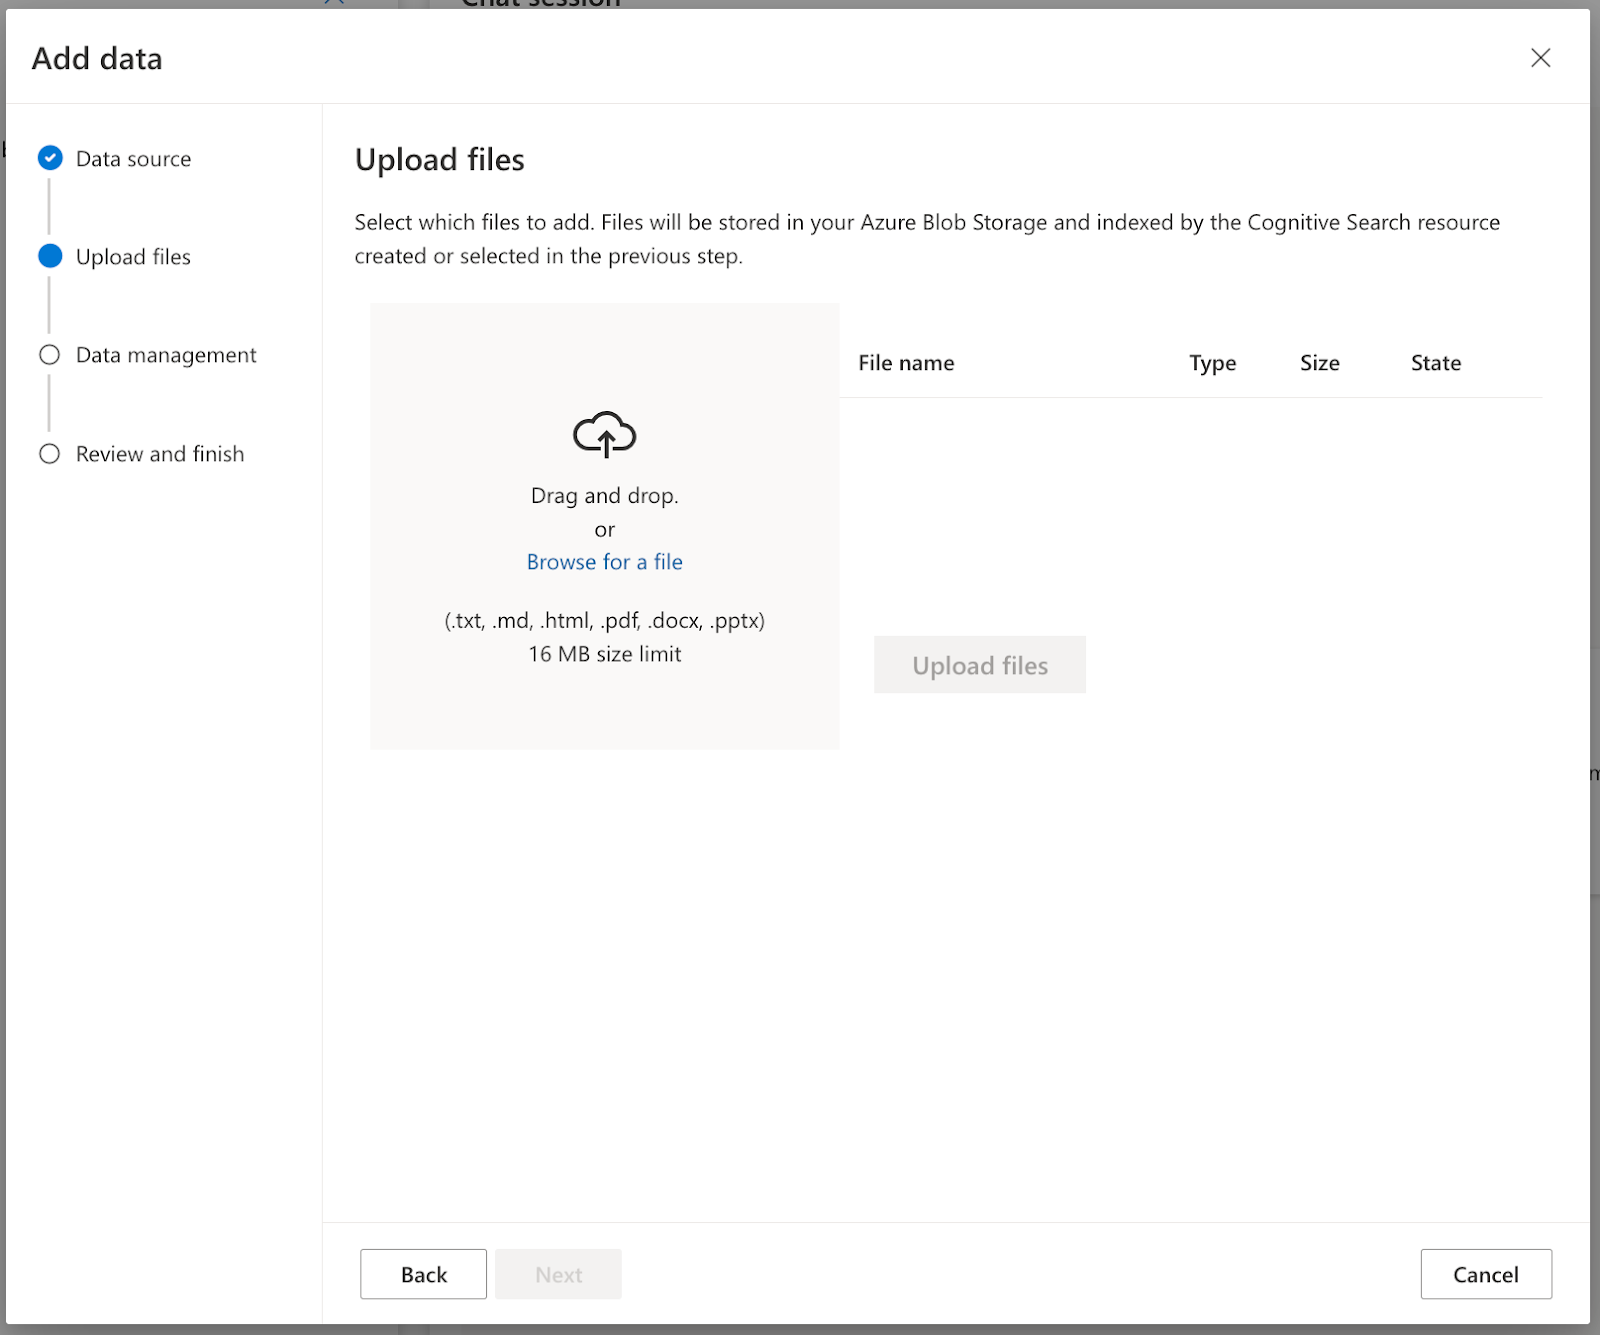 Chat session
Add data
Data source
Upload files
Data management
Review and finish
Upload files
Select which files to add. Files will be stored in your Azure Blob Storage and indexed by the Cognitive Search resource
created or selected in the previous step.
Drag and drop.
or
Browse for a file
(.txt, .md, .html, .pdf, .docx, .pptx)
16 MB size limit
File name Type Size State
Upload files
Back Next Cancel